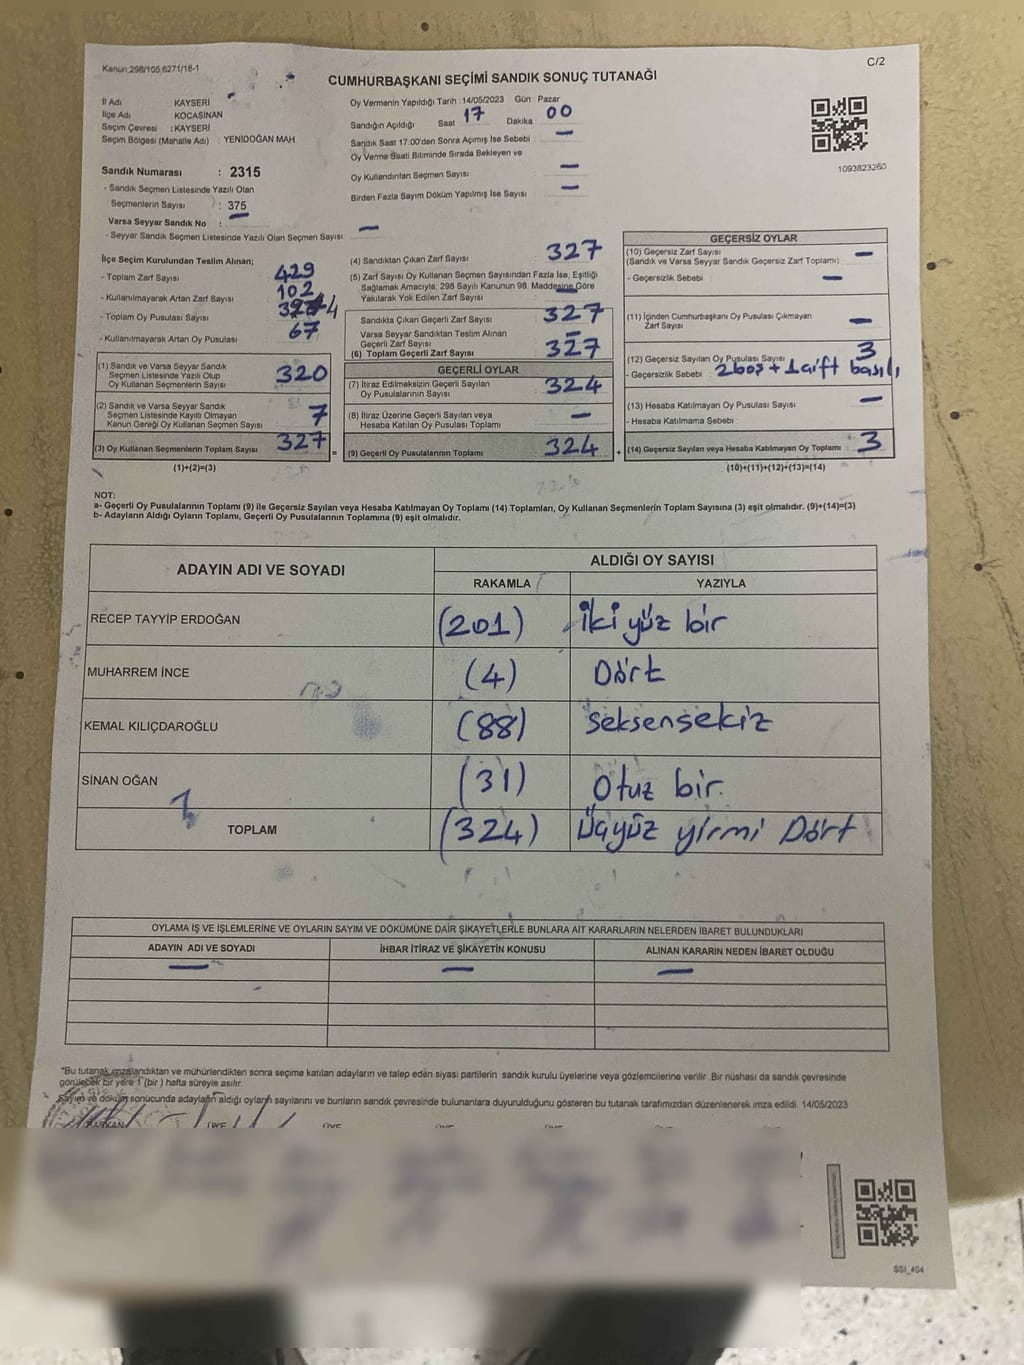 Kanun:298/105,6271/18-1
C/2
CUMHURBAŞKANI SEÇİMİ SANDIK SONUÇ TUTANAĞI
İl Adı KAYSERİ
İlçe Adı KOCASİNAN
Seçim Çevresi : KAYSERİ
Seçim Bölgesi (Mahalle Adı) : YENİDOĞAN MAH
Sandık Numarası : 2315
- Sandık Seçmen Listesinde Yazılı Olan
Seçmenlerin Sayısı : 375
Varsa Seyyar Sandık No : –
- Seyyar Sandık Seçmen Listesinde Yazılı Olan Seçmen Sayısı: –
Oy Vermenin Yapıldığı Tarih : 14/05/2023 Gün Pazar
Sandığın Açıldığı Saat 17 Dakika 00
Sandık Saat 17:00'den Sonra Açmış İse Sebebi –
Oy Verme Saati Bitiminde Sırada Bekleyen ve
Oy Kullandırılan Seçmen Sayısı –
Birden Fazla Sayım Döküm Yapılmış İse Sayısı –
1093823260
İlçe Seçim Kurulundan Teslim Alınan;
- Toplam Zarf Sayısı 429
- Kullanılmayarak Artan Zarf Sayısı 102
- Toplam Oy Pusulası Sayısı
- Kullanılmayarak Artan Oy Pusulası 67
(1) Sandık ve Varsa Seyyar Sandık
Seçmen Listesinde Yazılı Olup
Oy Kullanan Seçmenlerin Sayısı 320
(2) Sandık ve Varsa Seyyar Sandık
Seçmen Listesinde Kayıtlı Olmayan
Kanun Gereği Oy Kullanan Seçmen Sayısı 7
(3) Oy Kullanan Seçmenlerin Toplam Sayısı 327
(1)+(2)=(3)
(4) Sandıktan Çıkan Zarf Sayısı 327
(5) Zarf Sayısı Oy Kullanan Seçmen Sayısından Fazla İse, Eşitliği
Sağlamak Amacıyla, 298 Sayılı Kanunun 98. Maddesine Göre
Yakılarak Yok Edilen Zarf Sayısı –
Sandıkta Çıkan Geçerli Zarf Sayısı 327
Varsa Seyyar Sandıktan Teslim Alınan
Geçerli Zarf Sayısı –
(6) Toplam Geçerli Zarf Sayısı 327
GEÇERLİ OYLAR
(7) İtiraz Edilmeksizin Geçerli Sayılan
Oy Pusulalarının Sayısı 324
(8) İtiraz Üzerine Geçerli Sayılan veya
Hesaba Katılan Oy Pusulası Toplamı –
= (9) Geçerli Oy Pusulalarının Toplamı 324
GEÇERSİZ OYLAR
(10) Geçersiz Zarf Sayısı
(Sandık ve Varsa Seyyar Sandık Geçersiz Zarf Toplamı) –
- Geçersizlik Sebebi : –
(11) İçinden Cumhurbaşkanı Oy Pusulası Çıkmayan
Zarf Sayısı –
(12) Geçersiz Sayılan Oy Pusulası Sayısı 3
- Geçersizlik Sebebi : 2 boş + 1 çift basılı
(13) Hesaba Katılmayan Oy Pusulası Sayısı –
- Hesaba Katılmama Sebebi :
+ (14) Geçersiz Sayılan veya Hesaba Katılmayan Oy Toplamı 3
(10)+(11)+(12)+(13)=(14)
NOT:
a- Geçerli Oy Pusulalarının Toplamı (9) ile Geçersiz Sayılan veya Hesaba Katılmayan Oy Toplamı (14) Toplamları, Oy Kullanan Seçmenlerin Toplam Sayısına (3) eşit olmalıdır. (9)+(14)=(3)
b- Adayların Aldığı Oyların Toplamı, Geçerli Oy Pusulalarının Toplamına (9) eşit olmalıdır.
ADAYIN ADI VE SOYADI
ALDIĞI OY SAYISI
RAKAMLA YAZIYLA
RECEP TAYYİP ERDOĞAN (201) İki yüz bir
MUHARREM İNCE (4) Dört
KEMAL KILIÇDAROĞLU (88) Seksensekiz
SİNAN OĞAN (31) Otuz bir.
TOPLAM (324) Üçyüz yirmi Dört
OYLAMA İŞ VE İŞLEMLERİNE VE OYLARIN SAYIM VE DÖKÜMÜNE DAİR ŞİKAYETLERLE BUNLARA AİT KARARLARIN NELERDEN İBARET BULUNDUKLARI
ADAYIN ADI VE SOYADI İHBAR İTİRAZ VE ŞİKAYETİN KONUSU ALINAN KARARIN NEDEN İBARET OLDUĞU
– – –
"Bu tutanak imzalandıktan ve mühürlendikten sonra seçime katılan adayların ve talep eden siyasi partilerin sandık kurulu üyelerine veya gözlemcilerine verilir .Bir nüshası da sandık çevresinde
görülebilek bir yere 1 (bir ) hafta süreyle asılır.
Sayım ve döküm sonucunda adayların aldığı oyların sayılarını ve bunların sandık çevresinde bulunanlara duyurulduğunu gösteren bu tutanak tarafımızdan düzenlenerek imza edildi. 14/05/2023
BAŞKAN ÜYE ÜYE ÜYE ÜYE
SSI_404